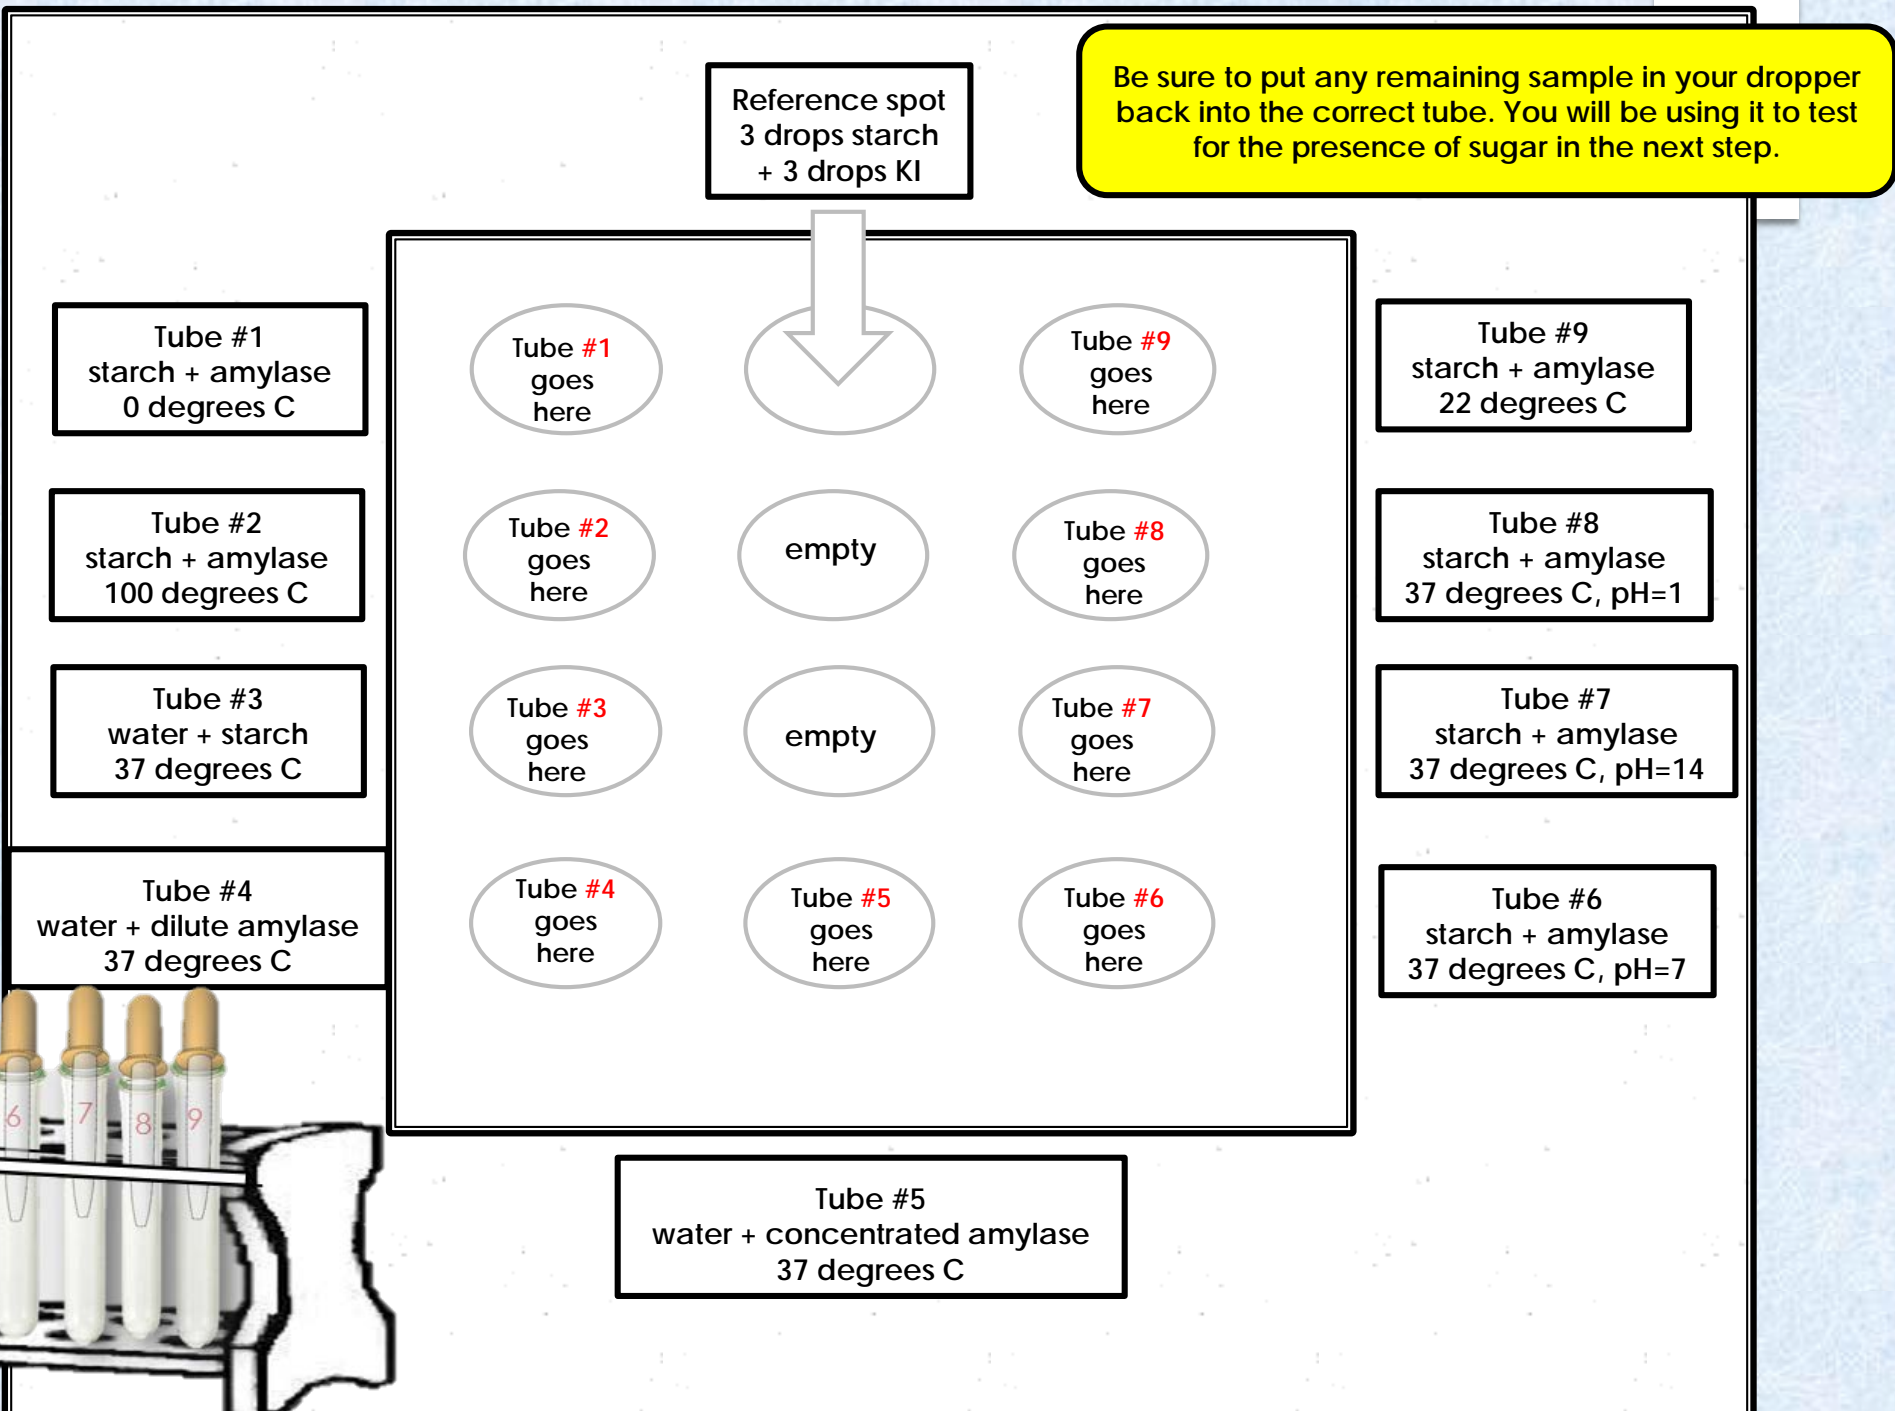 Be sure to put any remaining sample in your dropper
back into the correct tube. You will be using it to test
for the presence of sugar in the next step.
Reference spot
3 drops starch
+ 3 drops KI
Tube #1
starch + amylase
0 degrees C
Tube #1
goes
here
Tube #9
goes
here
Tube #9
starch + amylase
22 degrees C
Tube #2
starch + amylase
100 degrees C
Tube #2
goes
here
empty
Tube #8
goes
here
Tube #8
starch + amylase
37 degrees C, pH=1
Tube #3
water + starch
37 degrees C
Tube #3
goes
here
empty
Tube #7
goes
here
Tube #7
starch + amylase
37 degrees C, pH=14
Tube #4
water + dilute amylase
37 degrees C
Tube #4
goes
here
Tube #5
goes
here
Tube #6
goes
here
Tube #6
starch + amylase
37 degrees C, pH=7
6 7 8 9
Tube #5
water + concentrated amylase
37 degrees C